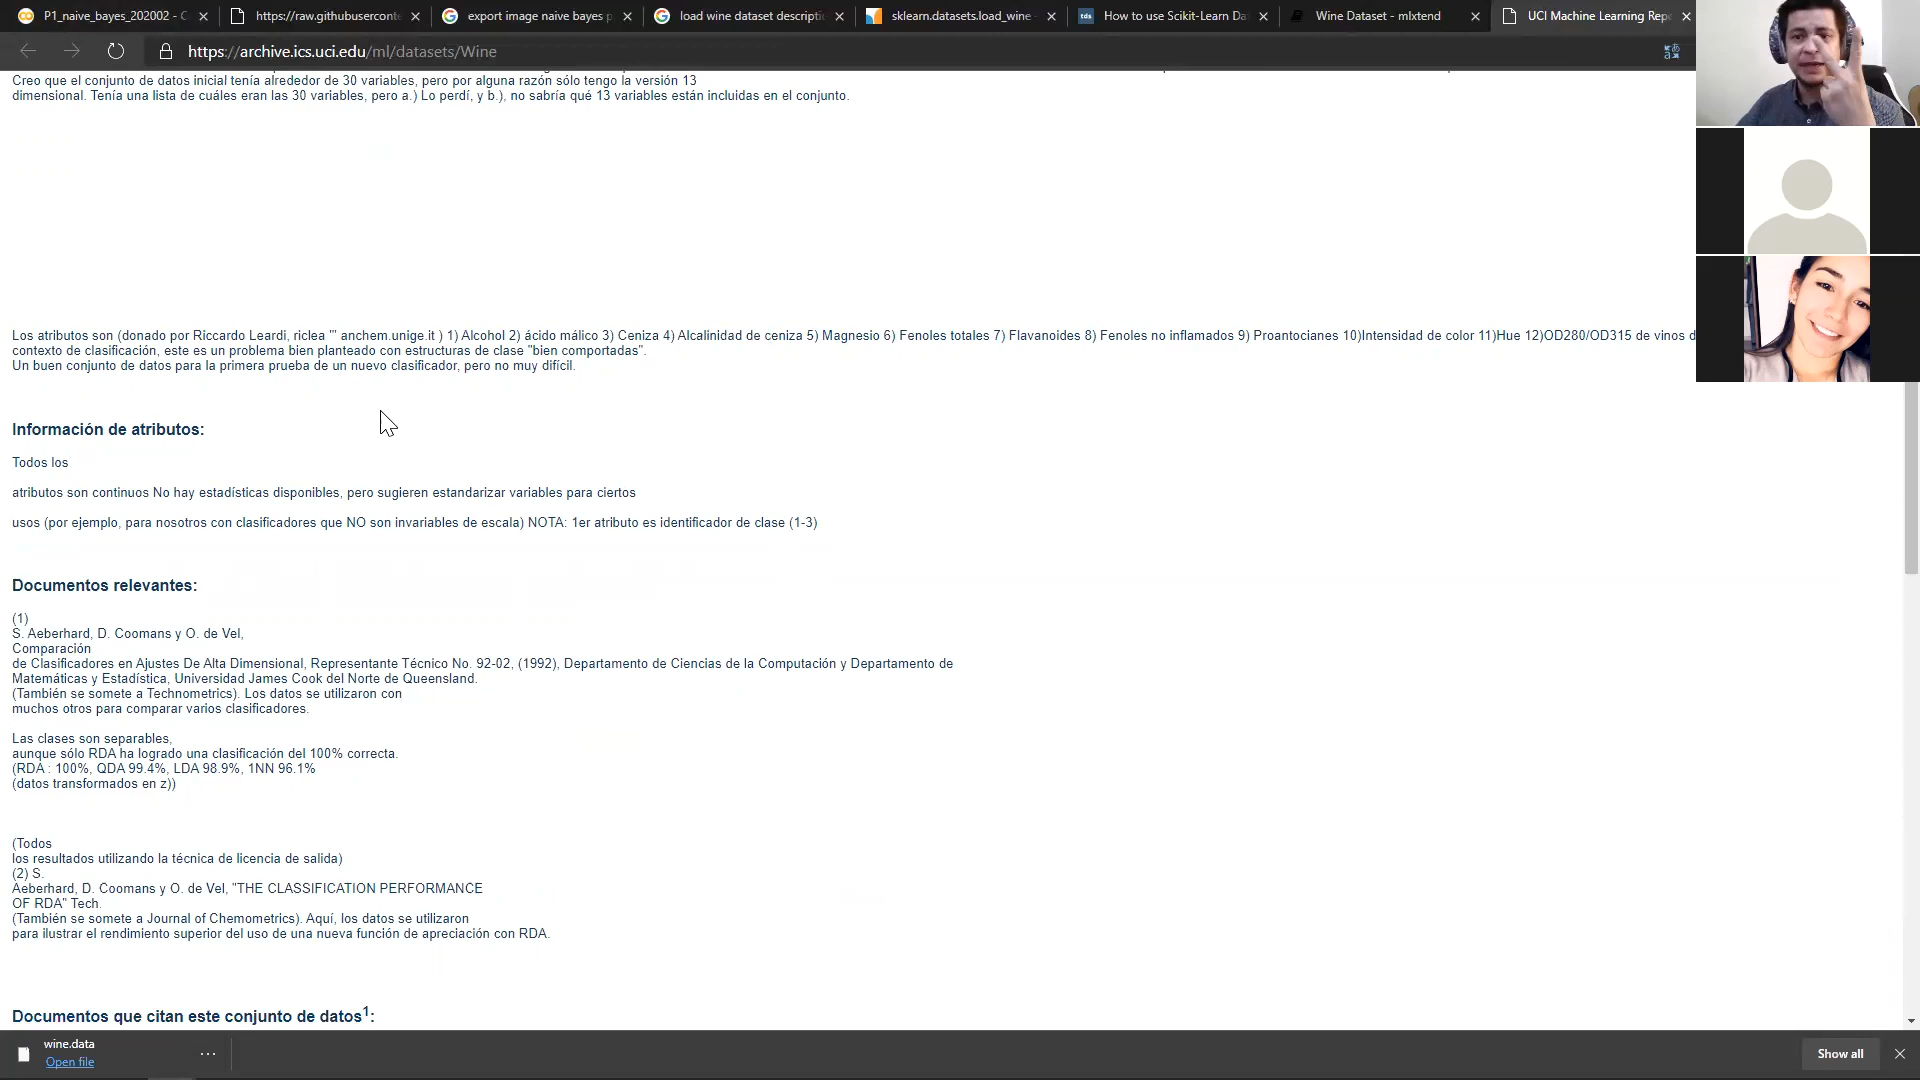 P1_naive_bayes_202002 - C
https://raw.githubuserconte
export image naive bayes p
load wine dataset descripti
sklearn.datasets.load_wine
How to use Scikit-Learn Da
Wine Dataset - mlxtend
UCI Machine Learning Repo
https://archive.ics.uci.edu/ml/datasets/Wine
Creo que el conjunto de datos inicial tenía alrededor de 30 variables, pero por alguna razón sólo tengo la versión 13
dimensional. Tenía una lista de cuáles eran las 30 variables, pero a.) Lo perdí, y b.), no sabría qué 13 variables están incluidas en el conjunto.
Los atributos son (donado por Riccardo Leardi, riclea '" anchem.unige.it ) 1) Alcohol 2) ácido málico 3) Ceniza 4) Alcalinidad de ceniza 5) Magnesio 6) Fenoles totales 7) Flavanoides 8) Fenoles no inflamados 9) Proantocianes 10)Intensidad de color 11)Hue 12)OD280/OD315 de vinos d
contexto de clasificación, este es un problema bien planteado con estructuras de clase "bien comportadas".
Un buen conjunto de datos para la primera prueba de un nuevo clasificador, pero no muy difícil.
Información de atributos:
Todos los
atributos son continuos No hay estadísticas disponibles, pero sugieren estandarizar variables para ciertos
usos (por ejemplo, para nosotros con clasificadores que NO son invariables de escala) NOTA: 1er atributo es identificador de clase (1-3)
Documentos relevantes:
(1)
S. Aeberhard, D. Coomans y O. de Vel,
Comparación
de Clasificadores en Ajustes De Alta Dimensional, Representante Técnico No. 92-02, (1992), Departamento de Ciencias de la Computación y Departamento de
Matemáticas y Estadística, Universidad James Cook del Norte de Queensland.
(También se somete a Technometrics). Los datos se utilizaron con
muchos otros para comparar varios clasificadores.
Las clases son separables,
aunque sólo RDA ha logrado una clasificación del 100% correcta.
(RDA : 100%, QDA 99.4%, LDA 98.9%, 1NN 96.1%
(datos transformados en z))
(Todos
los resultados utilizando la técnica de licencia de salida)
(2) S.
Aeberhard, D. Coomans y O. de Vel, "THE CLASSIFICATION PERFORMANCE
OF RDA" Tech.
(También se somete a Journal of Chemometrics). Aquí, los datos se utilizaron
para ilustrar el rendimiento superior del uso de una nueva función de apreciación con RDA.
Documentos que citan este conjunto de datos1:
wine.data
Open file
Show all